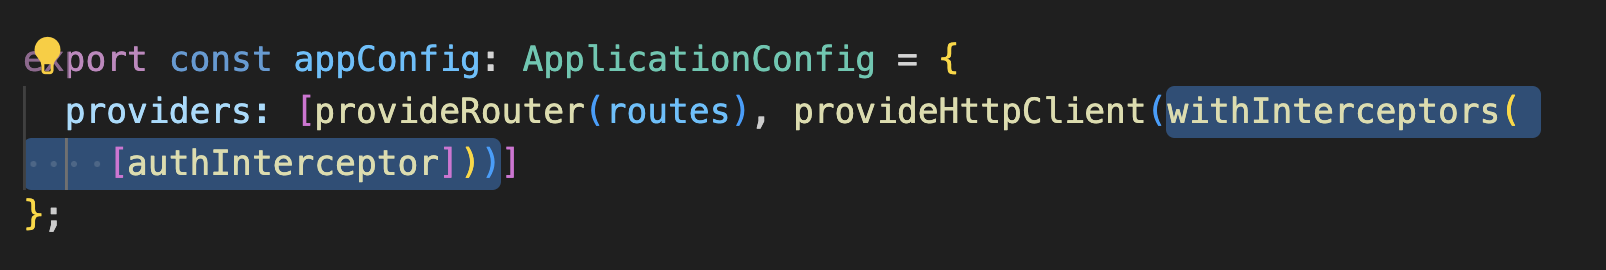 export const appConfig: ApplicationConfig = {
providers: [provideRouter(routes), provideHttpClient(withInterceptors(
[authInterceptor]))]
};